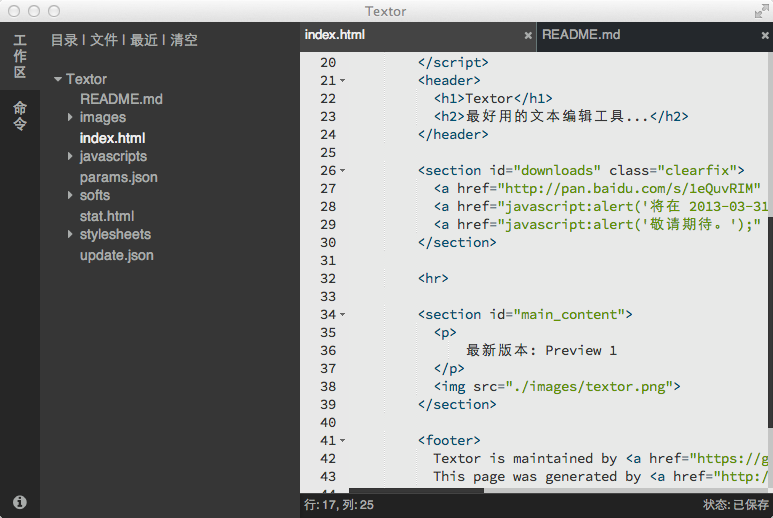 Textor
工作区
命令
目录 | 文件 | 最近 | 清空
Textor
README.md
images
index.html
javascripts
params.json
softs
stat.html
stylesheets
update.json
index.html × README.md ×
20 </script>
21 <header>
22 <h1>Textor</h1>
23 <h2>最好用的文本编辑工具...</h2>
24 </header>
25
26 <section id="downloads" class="clearfix">
27 <a href="http://pan.baidu.com/s/1eQuvRIM"
28 <a href="javascript:alert('将在 2013-03-31
29 <a href="javascript:alert('敬请期待。');"
30 </section>
31
32 <hr>
33
34 <section id="main_content">
35 <p>
36 最新版本: Preview 1
37 </p>
38 <img src="./images/textor.png">
39 </section>
40
41 <footer>
42 Textor is maintained by <a href="https://g
43 This page was generated by <a href="http:/
行: 17, 列: 25 状态: 已保存